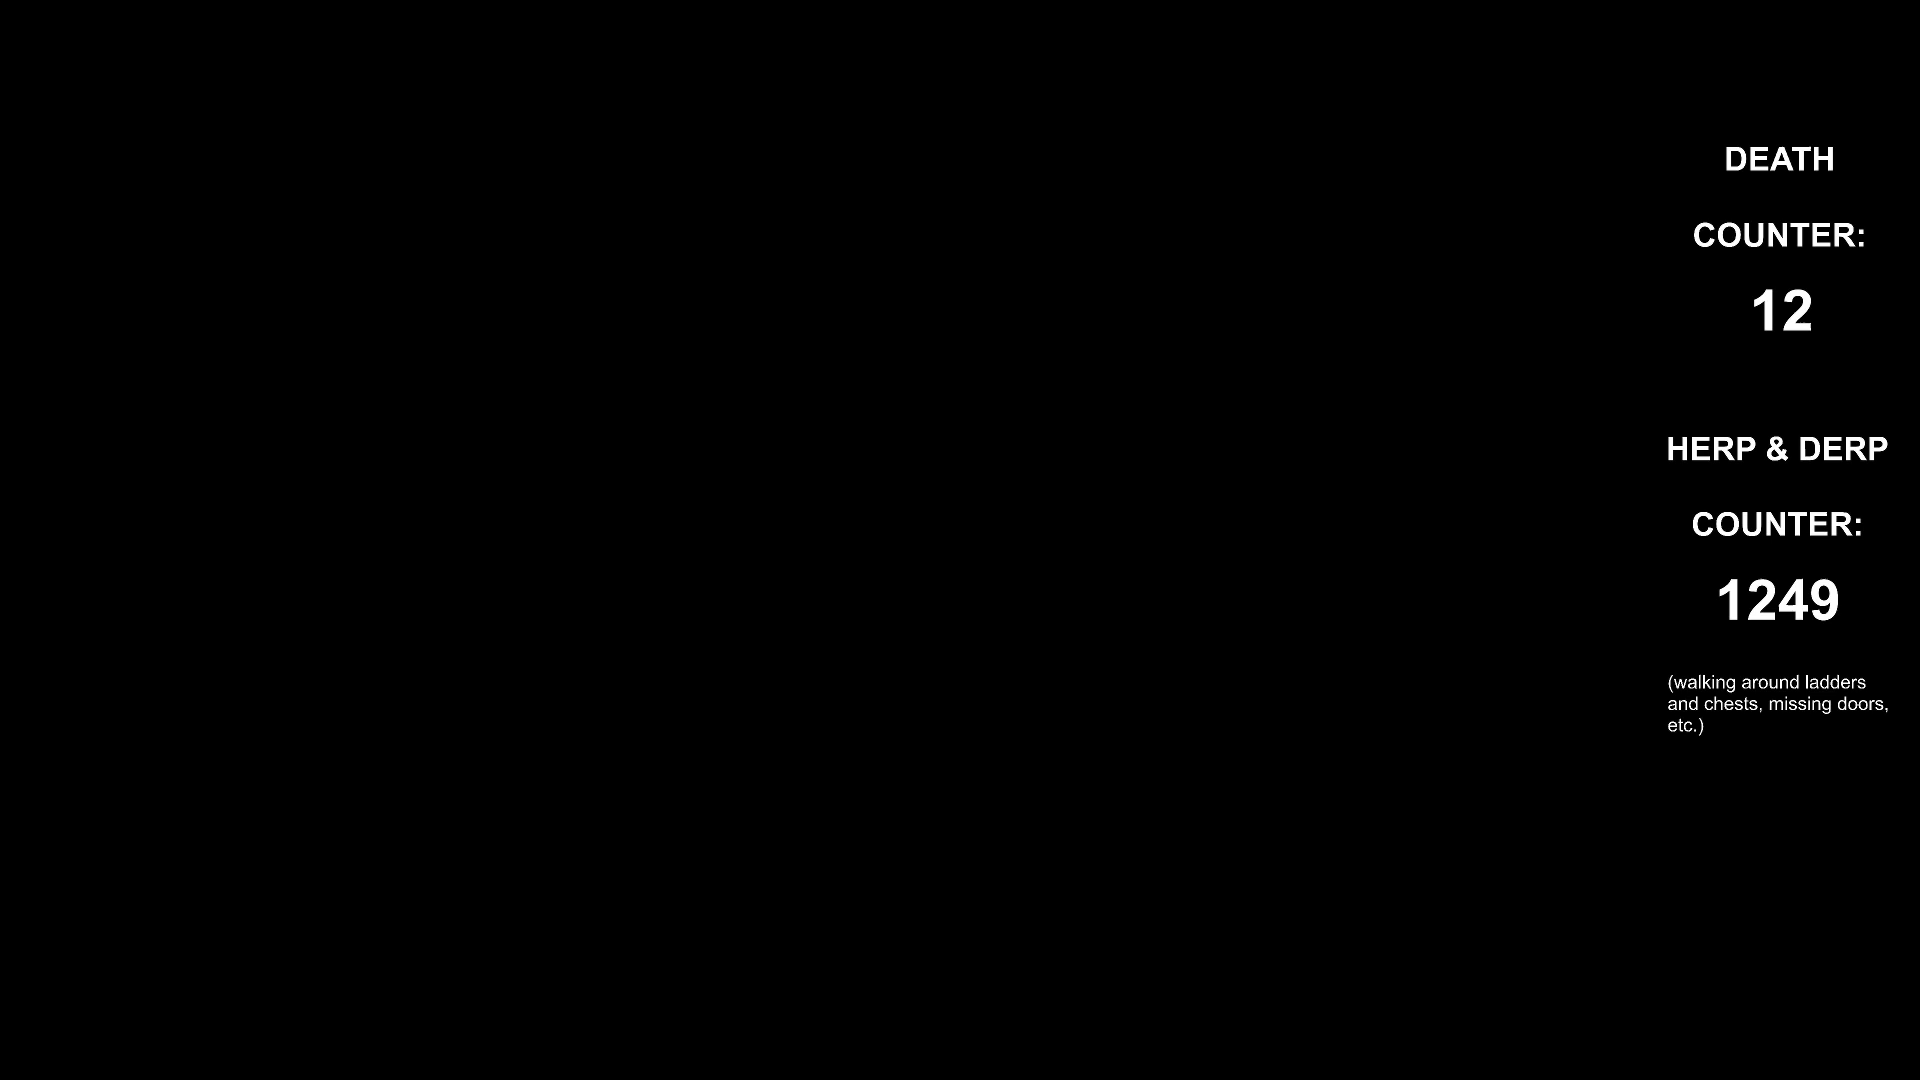 DEATH
COUNTER:
12
HERP & DERP
COUNTER:
1249
(walking around ladders
and chests, missing doors,
etc.)